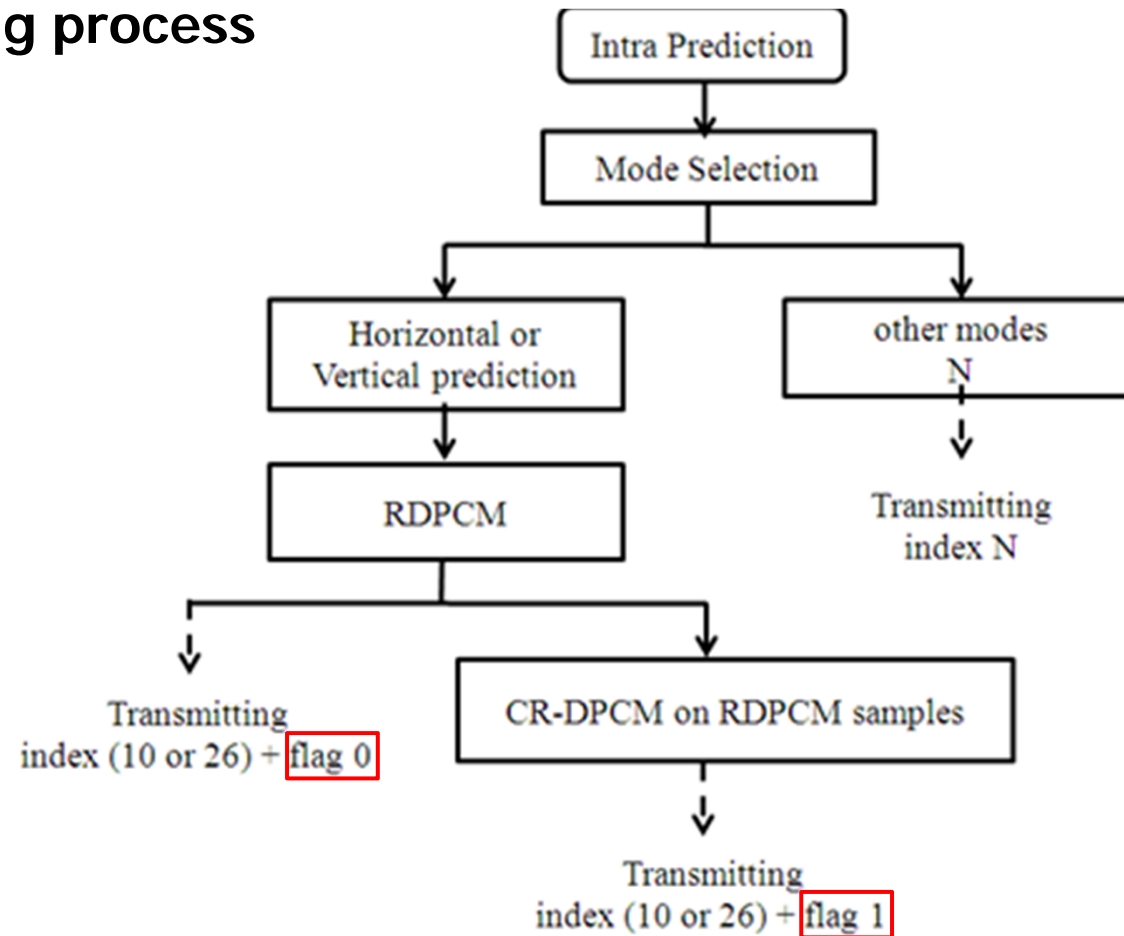 g process
Intra Prediction
Mode Selection
Horizontal or
Vertical prediction
other modes
N
RDPCM
Transmitting
index N
Transmitting
index (10 or 26) + flag 0
CR-DPCM on RDPCM samples
Transmitting
index (10 or 26) + flag 1